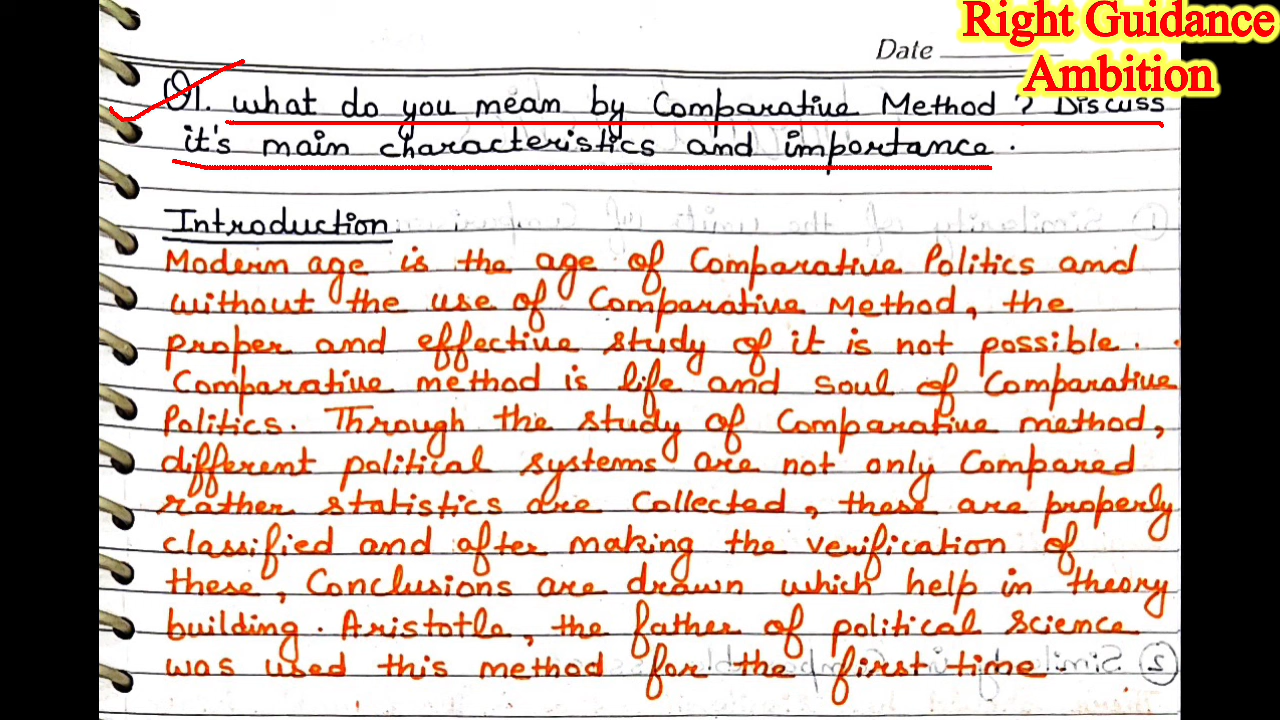 Right Guidance
Ambition
Date
Q1. what do you mean by Comparative Method ? Discuss
it's main characteristics and importance.
Introduction
Modern age is the age of Comparative Politics and
without the use of Comparative Method, the
proper and effective study of it is not possible.
Comparative method is life and soul of Comparative
Politics. Through the study of Comparative method,
different political systems are not only Compared
rather statistics are Collected, these are properly
classified and after making the verification of
these, Conclusions are drawn which help in theory
building. Aristotle, the father of political science
was used this method for the first time